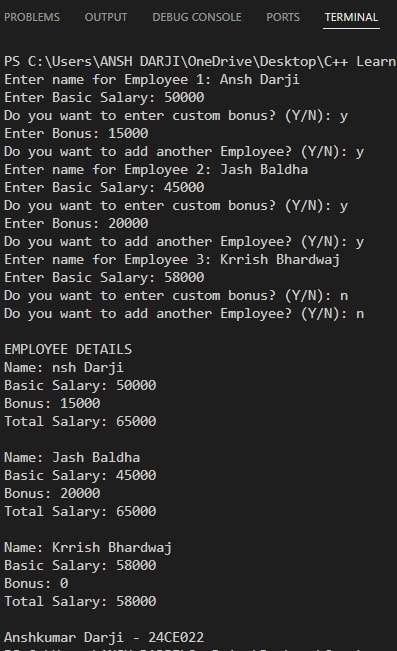 PROBLEMS OUTPUT DEBUG CONSOLE PORTS TERMINAL
PS C:\Users\ANSH DARJI\OneDrive\Desktop\C++ Learn
Enter name for Employee 1: Ansh Darji
Enter Basic Salary: 50000
Do you want to enter custom bonus? (Y/N): y
Enter Bonus: 15000
Do you want to add another Employee? (Y/N): y
Enter name for Employee 2: Jash Baldha
Enter Basic Salary: 45000
Do you want to enter custom bonus? (Y/N): y
Enter Bonus: 20000
Do you want to add another Employee? (Y/N): y
Enter name for Employee 3: Krrish Bhardwaj
Enter Basic Salary: 58000
Do you want to enter custom bonus? (Y/N): n
Do you want to add another Employee? (Y/N): n
EMPLOYEE DETAILS
Name: nsh Darji
Basic Salary: 50000
Bonus: 15000
Total Salary: 65000
Name: Jash Baldha
Basic Salary: 45000
Bonus: 20000
Total Salary: 65000
Name: Krrish Bhardwaj
Basic Salary: 58000
Bonus: 0
Total Salary: 58000
Anshkumar Darji - 24CE022